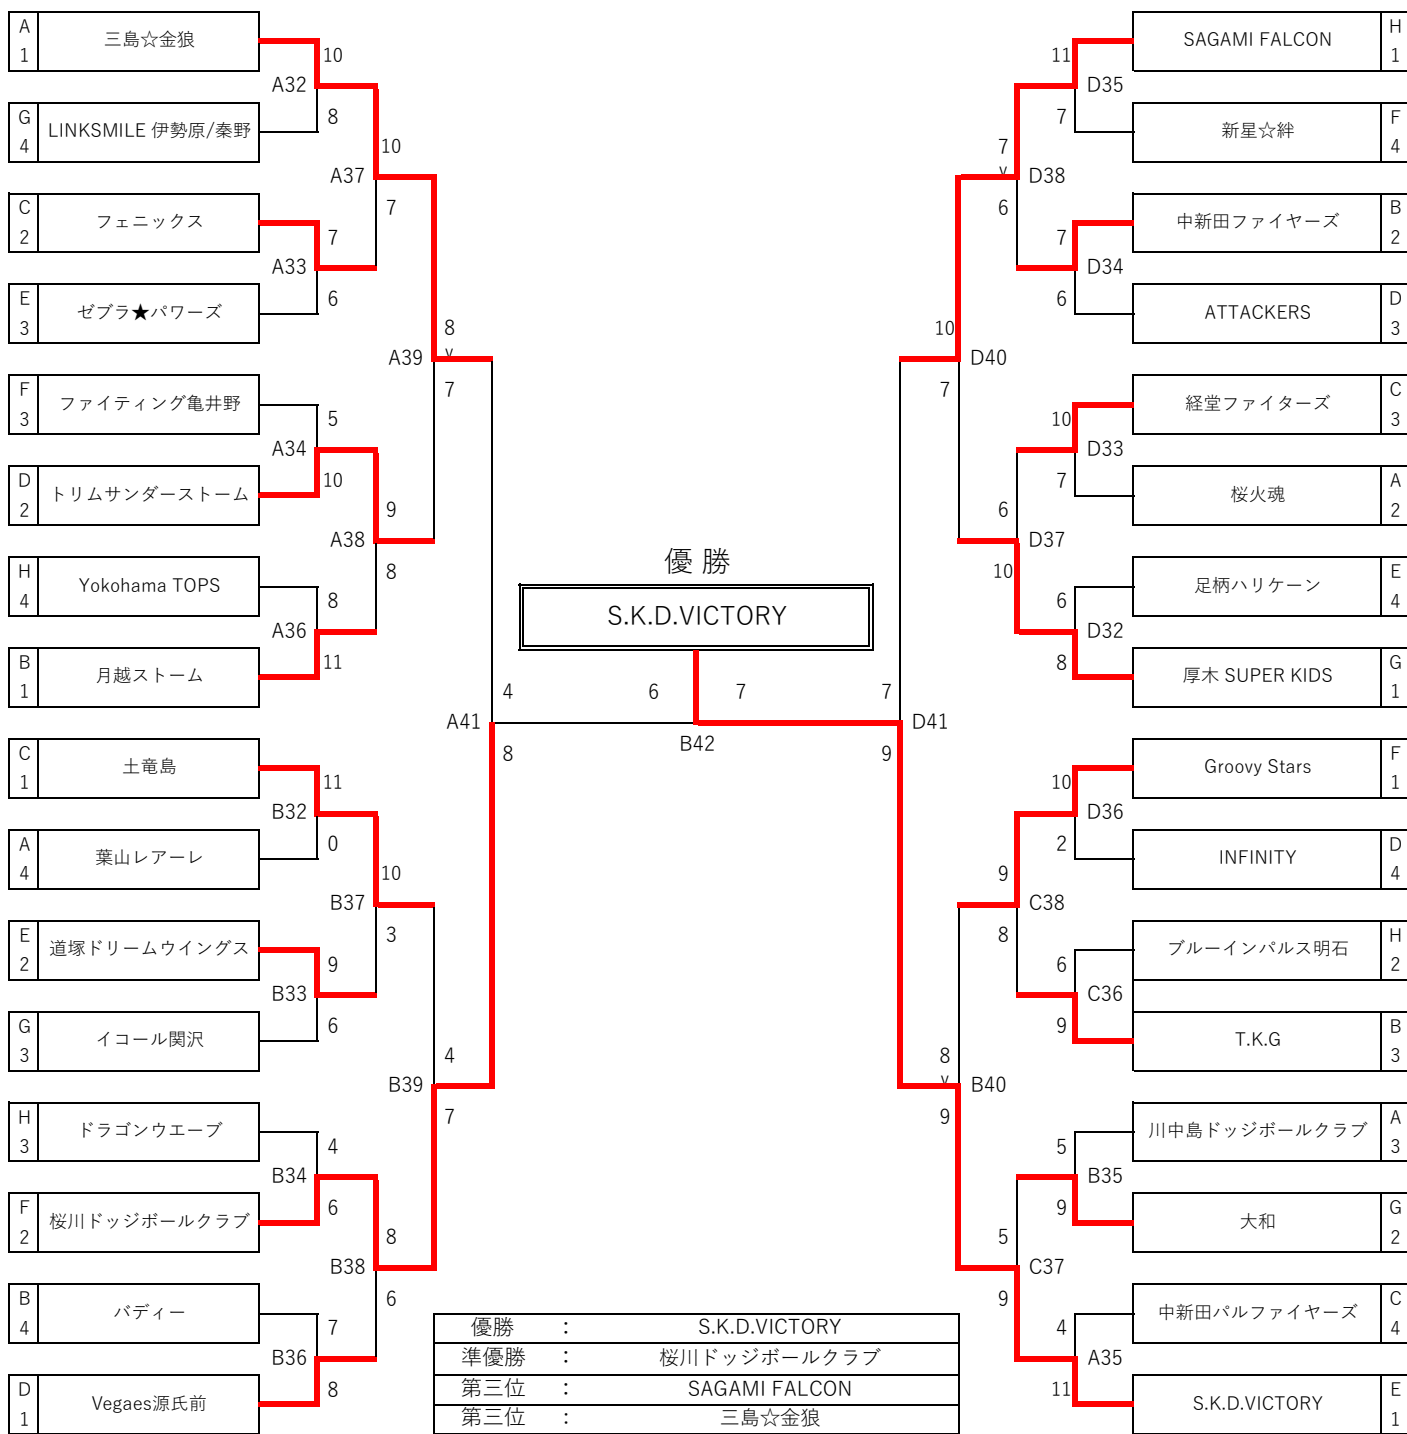 A
1
三島☆金狼
10
A32
8
G
4
LINKSMILE 伊勢原/秦野
10
A37
7
C
2
フェニックス
7
A33
6
E
3
ゼブラ★パワーズ
8
v
A39
7
F
3
ファイティング亀井野
5
A34
10
D
2
トリムサンダーストーム
9
A38
8
H
4
Yokohama TOPS
8
A36
11
B
1
月越ストーム
4
A41
8
C
1
土竜島
11
B32
0
A
4
葉山レアーレ
10
B37
3
E
2
道塚ドリームウイングス
9
B33
6
G
3
イコール関沢
4
B39
7
H
3
ドラゴンウエーブ
4
B34
6
F
2
桜川ドッジボールクラブ
8
B38
6
B
4
バディー
7
B36
8
D
1
Vegaes源氏前
優 勝
S.K.D.VICTORY
6
7
B42
SAGAMI FALCON
H
1
11
D35
7
新星☆絆
F
4
7
v
D38
6
中新田ファイヤーズ
B
2
7
D34
6
ATTACKERS
D
3
10
D40
7
経堂ファイターズ
C
3
10
D33
7
桜火魂
A
2
6
D37
10
足柄ハリケーン
E
4
6
D32
8
厚木 SUPER KIDS
G
1
7
D41
9
Groovy Stars
F
1
10
D36
2
INFINITY
D
4
9
C38
8
ブルーインパルス明石
H
2
6
C36
9
T.K.G
B
3
8
v
B40
9
川中島ドッジボールクラブ
A
3
5
B35
9
大和
G
2
5
C37
9
中新田パルファイヤーズ
C
4
4
A35
11
S.K.D.VICTORY
E
1
優勝 : S.K.D.VICTORY
準優勝 : 桜川ドッジボールクラブ
第三位 : SAGAMI FALCON
第三位 : 三島☆金狼